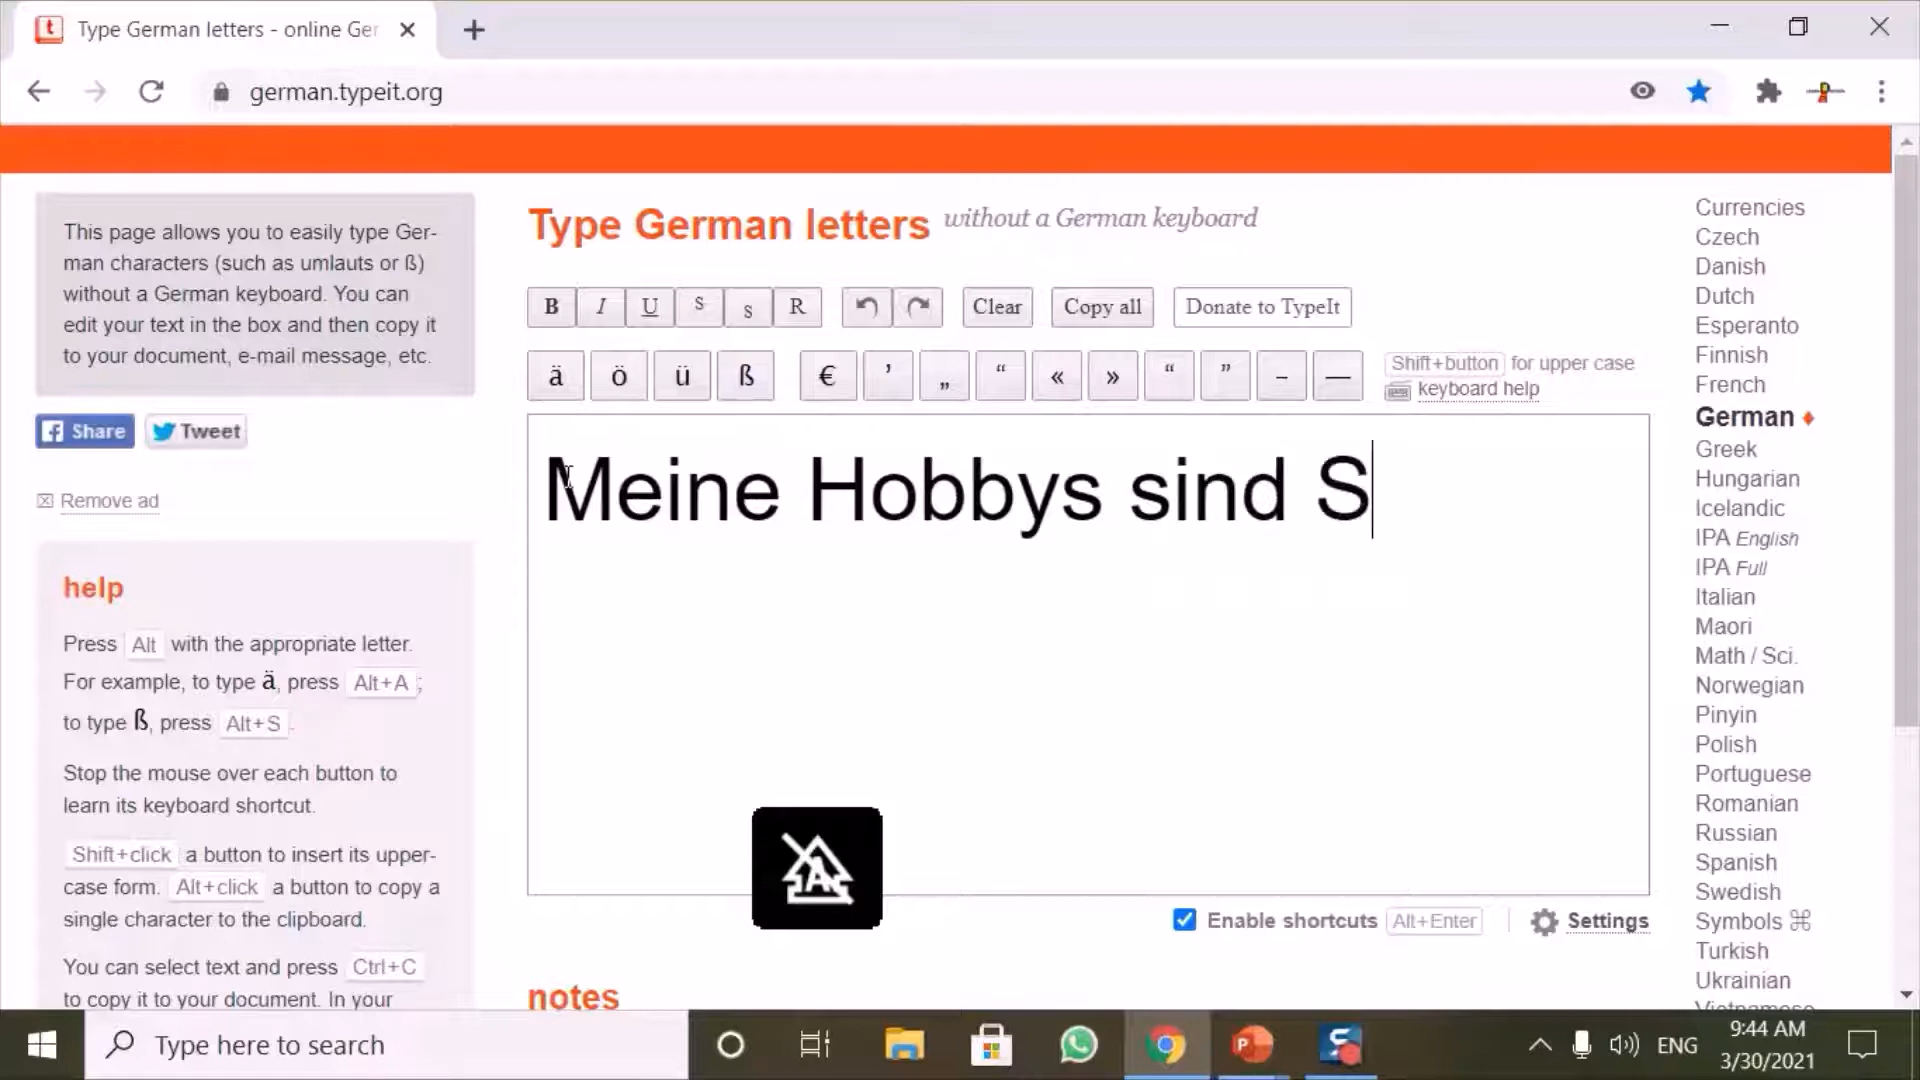 Type German letters - online Ger
german.typeit.org
This page allows you to easily type Ger-
man characters (such as umlauts or ß)
without a German keyboard. You can
edit your text in the box and then copy it
to your document, e-mail message, etc.
Share
Tweet
Remove ad
help
Press Alt with the appropriate letter.
For example, to type ä, press Alt+A;
to type ß, press Alt+S.
Stop the mouse over each button to
learn its keyboard shortcut.
Shift+click a button to insert its upper-
case form. Alt+click a button to copy a
single character to the clipboard.
You can select text and press Ctrl+C
to copy it to your document. In your
Type German letters without a German keyboard
B I U S s R Clear Copy all Donate to TypeIt
ä ö ü ß € ’ „ “ « » “ ” – —
Shift+button for upper case
keyboard help
Meine Hobbys sind S
A
Enable shortcuts Alt+Enter Settings
notes
Currencies
Czech
Danish
Dutch
Esperanto
Finnish
French
German
Greek
Hungarian
Icelandic
IPA English
IPA Full
Italian
Maori
Math / Sci.
Norwegian
Pinyin
Polish
Portuguese
Romanian
Russian
Spanish
Swedish
Symbols ⌘
Turkish
Ukrainian
Vietnamese
Type here to search
ENG
9:44 AM
3/30/2021